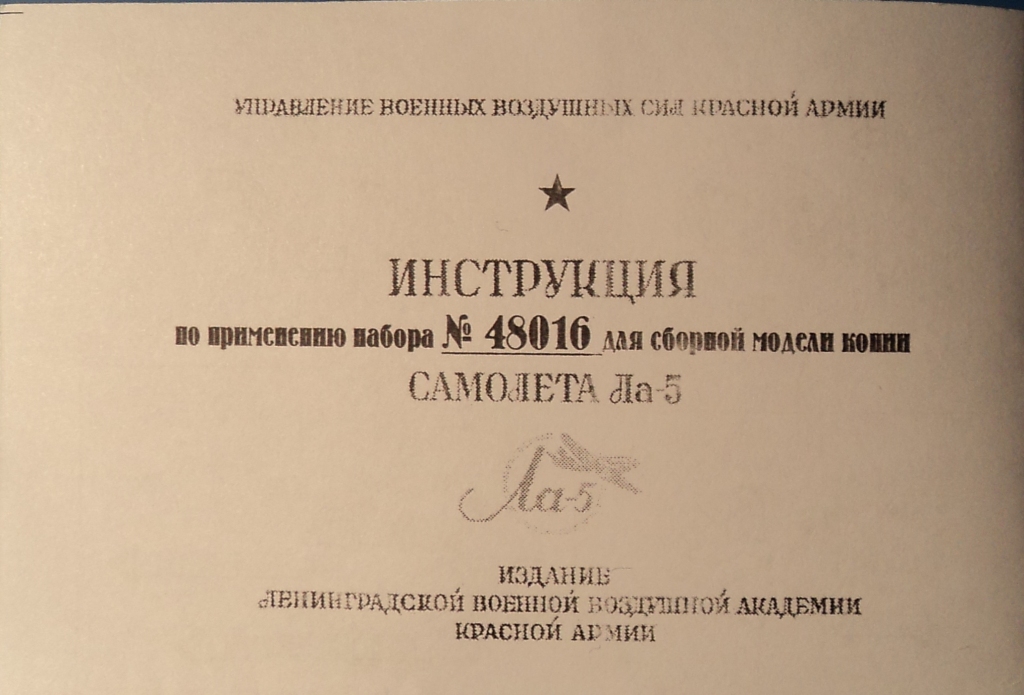 УПРАВЛЕНИЕ ВОЕННЫХ ВОЗДУШНЫХ СИЛ КРАСНОЙ АРМИИ
ИНСТРУКЦИЯ
по применению набора № 48016 для сборной модели копии
САМОЛЕТА Ла-5
Ла-5
ИЗДАНИЕ
ЛЕНИНГРАДСКОЙ ВОЕННОЙ ВОЗДУШНОЙ АКАДЕМИИ
КРАСНОЙ АРМИИ